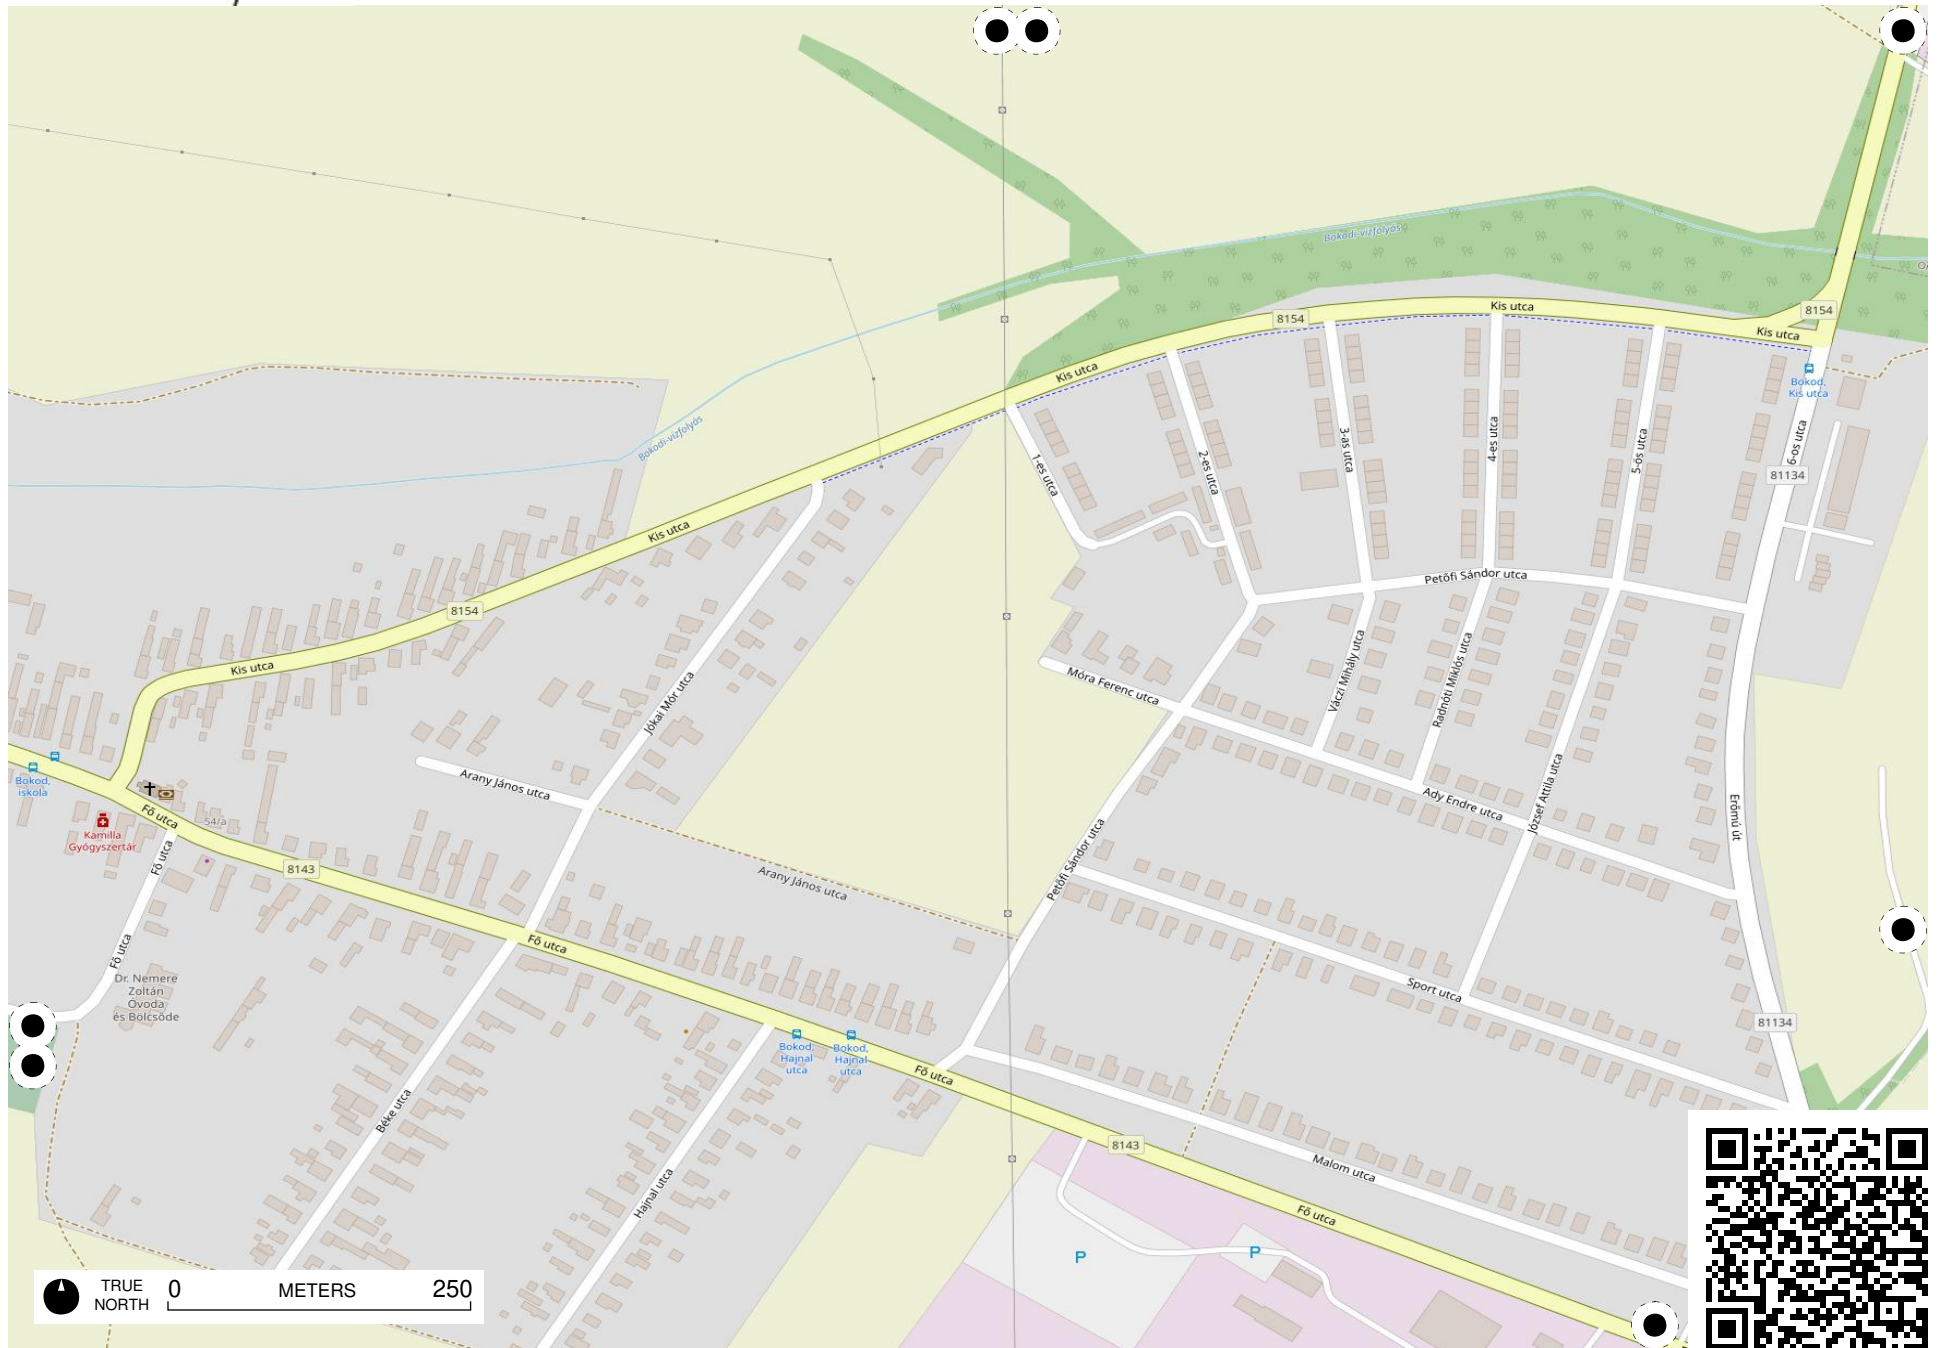 Bokodi-vízfolyás
Kis utca
8154
8154
Kis utca
Kis utca
Bokod,
Kis utca
Bokodi-vízfolyás
1-es utca
2-es utca
3-as utca
4-es utca
5-ös utca
6-os utca
81134
Kis utca
8154
Petőfi Sándor utca
Kis utca
Jókai Mór utca
Móra Ferenc utca
Váczi Mihály utca
Radnóti Miklós utca
József Attila utca
Bokod,
iskola
Arany János utca
Ady Endre utca
Erőmű út
Fő utca
54/a
Kamilla
Gyógyszertár
Fő utca
8143
Arany János utca
Petőfi Sándor utca
Fő utca
Fő utca
Dr. Nemere
Zoltán
Óvoda
és Bölcsőde
Sport utca
81134
Bokod,
Hajnal
utca
Bokod,
Hajnal
utca
Fő utca
Béke utca
8143
Malom utca
Hajnal utca
Fő utca
P
P
TRUE
NORTH
0 METERS 250